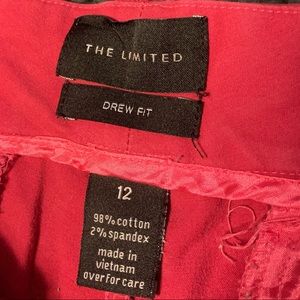 THE LIMITED
DREW FIT
12
98% cotton
2% spandex
made in
vietnam
over for care